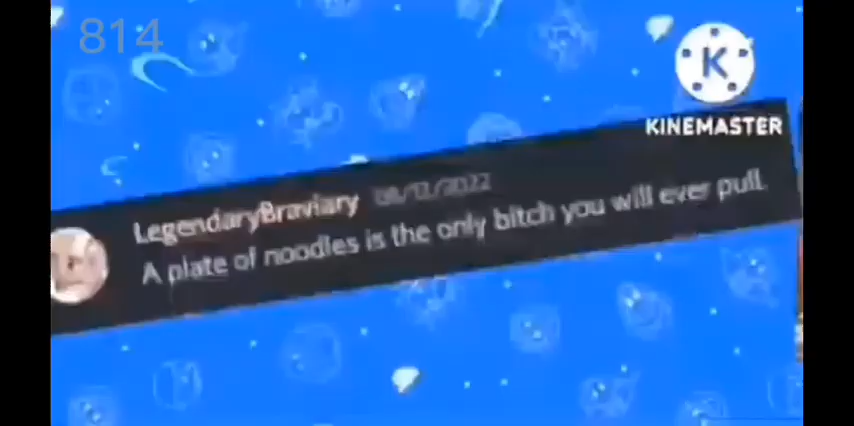 814
K
KINEMASTER
LegendaryBraviary
A plate of noodles is the only bitch you will ever pull.